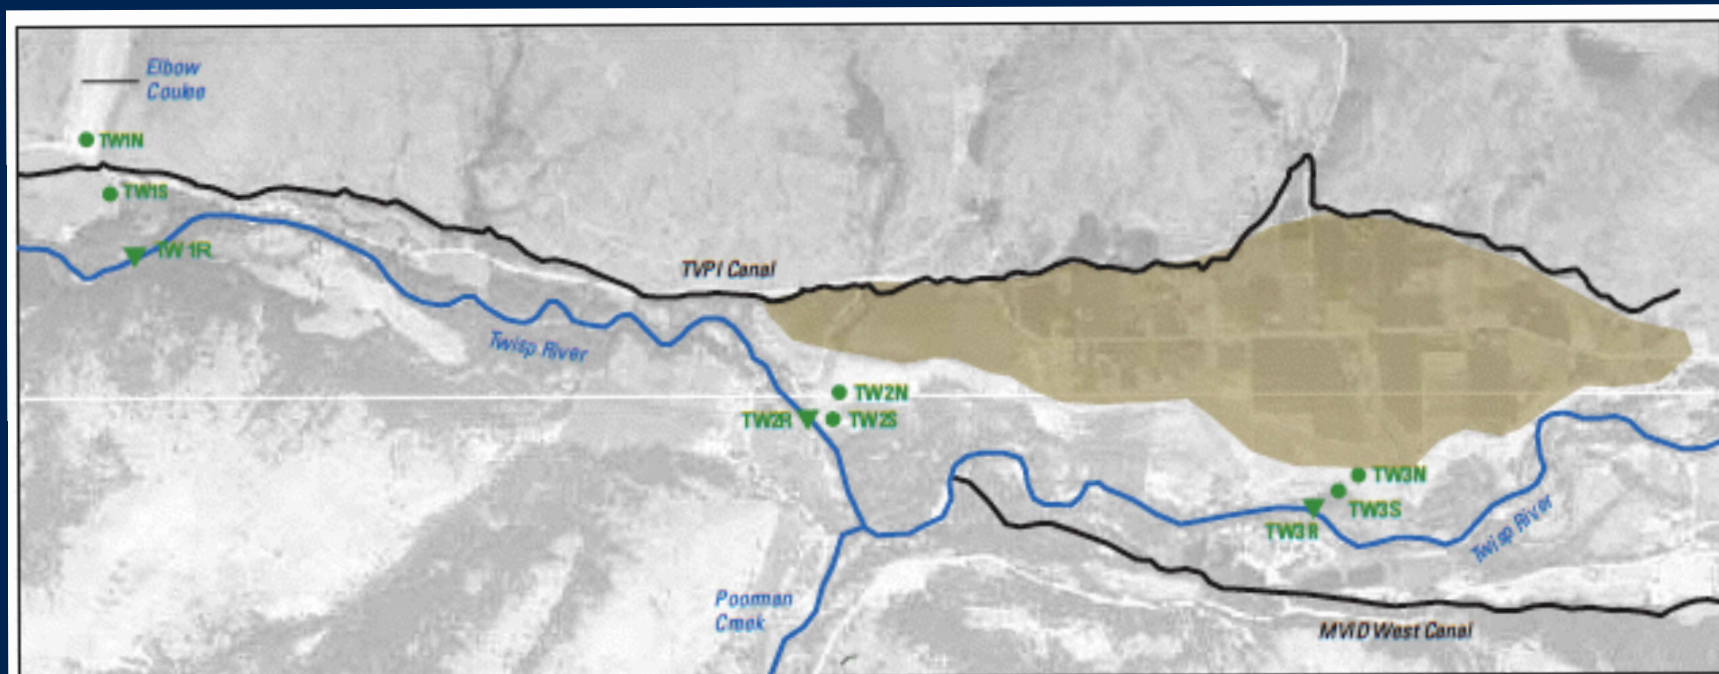 Elbow
Coulee
TW1N
TW1S
TW1R
TVPI Canal
Twisp River
TW2N
TW2R
TW2S
TW3N
TW3S
TW3R
Twisp River
Poorman
Creek
MVID West Canal